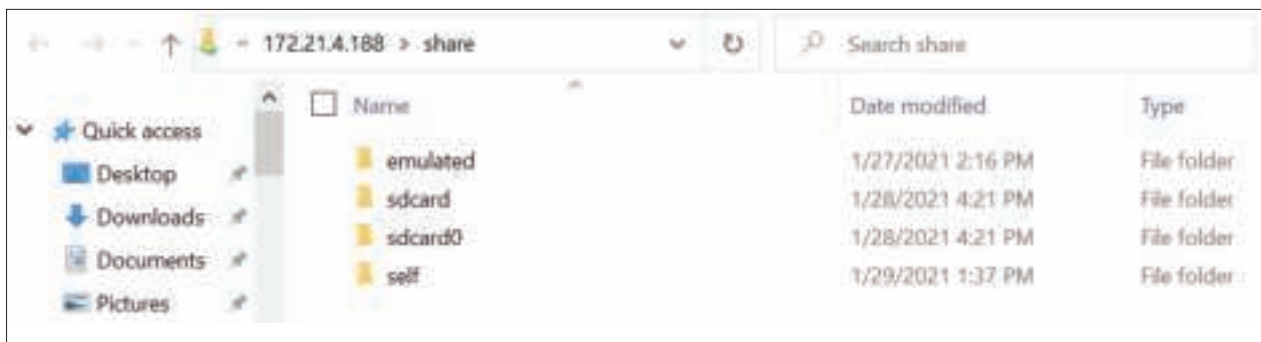 172.21.4.188 > share
Search share
Name Date modified Type
Quick access
Desktop
Downloads
Documents
Pictures
emulated 1/27/2021 2:16 PM File folder
sdcard 1/28/2021 4:21 PM File folder
sdcard0 1/28/2021 4:21 PM File folder
self 1/29/2021 1:37 PM File folder